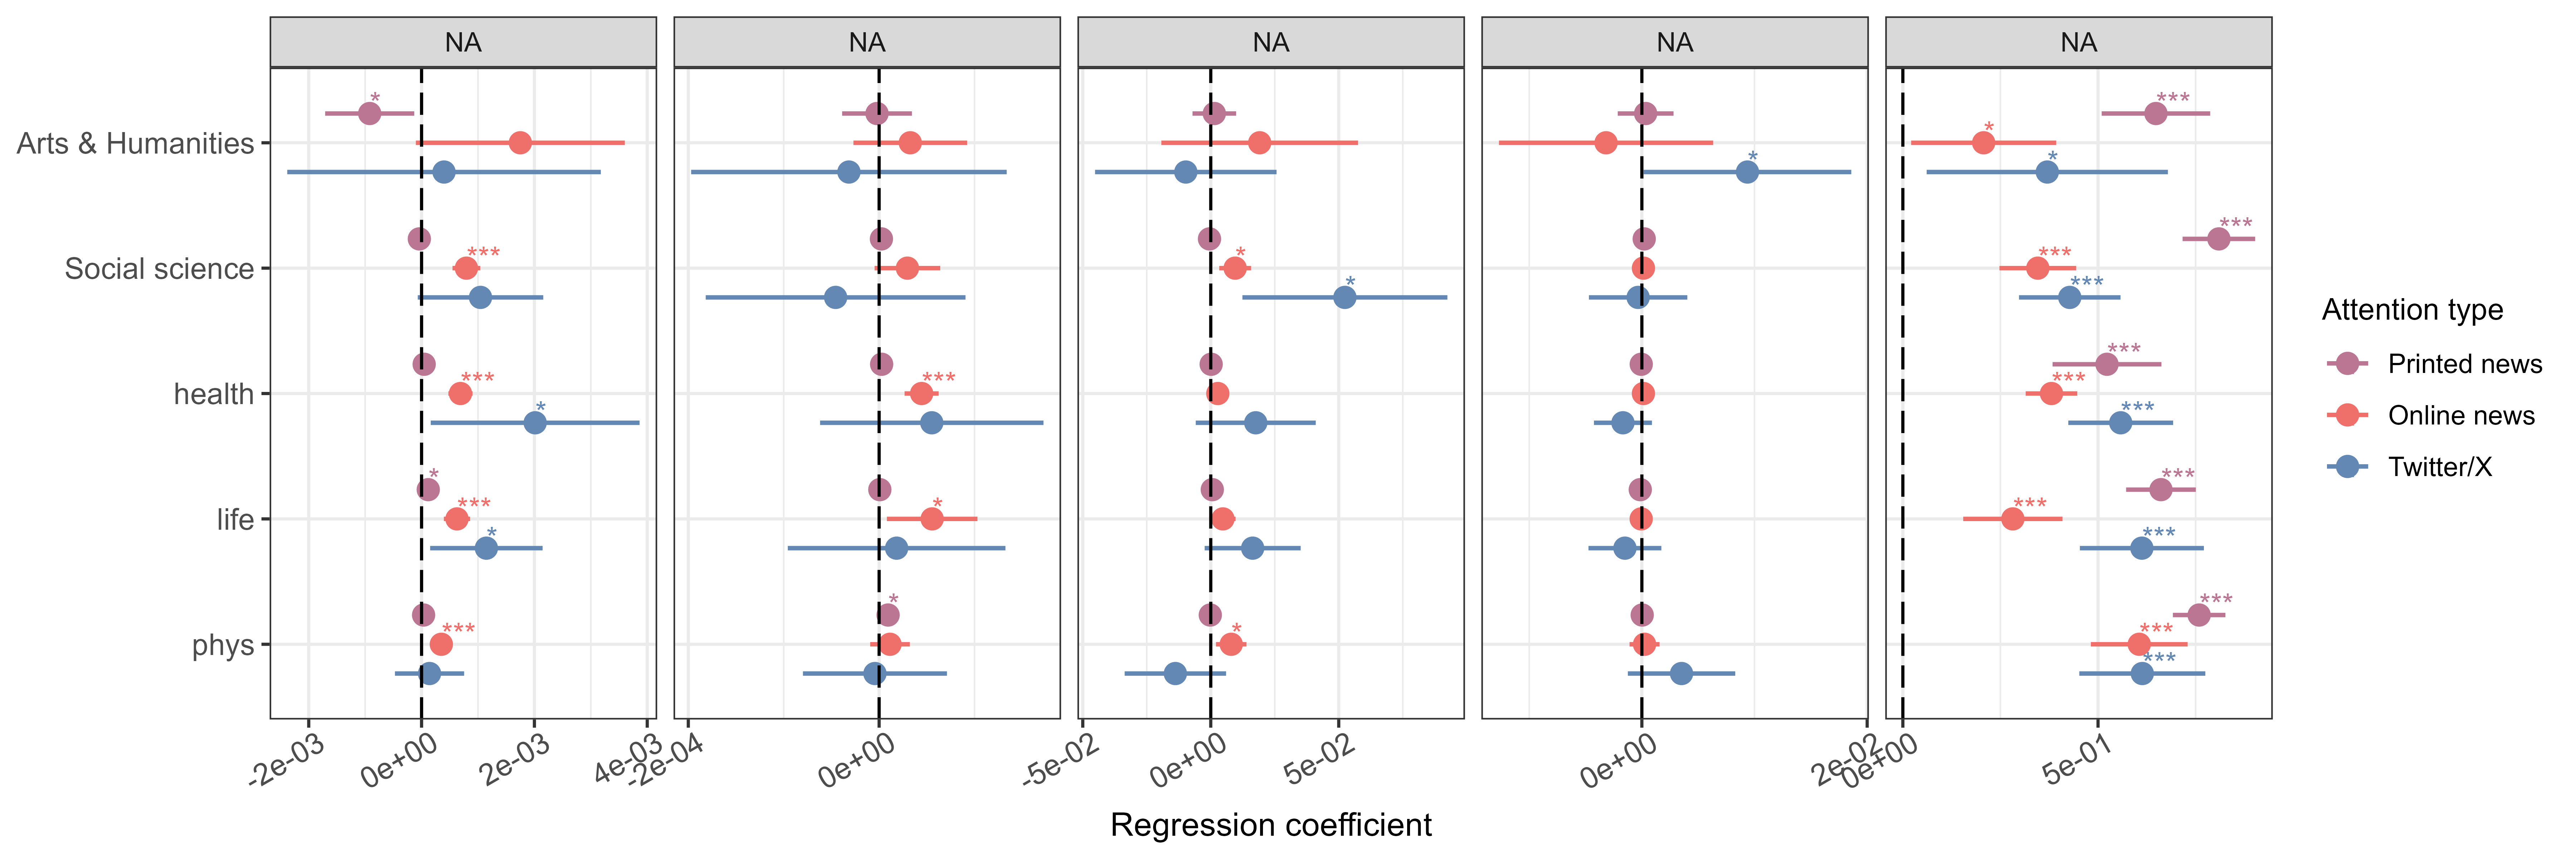 NA NA NA NA NA
Arts & Humanities
Social science
health
life
phys
*
***
*
*
***
***
*
***
***
***
*
***
***
***
*
*
***
*
*
***
***
***
*
***
*
***
***
***
***
*
***
*
***
***
-2e-03 0e+00 2e-03 4e-03 -2e-04 0e+00 -5e-02 0e+00 5e-02 0e+00 2e-02 0e+00 5e-01
Regression coefficient
Attention type
Printed news
Online news
Twitter/X